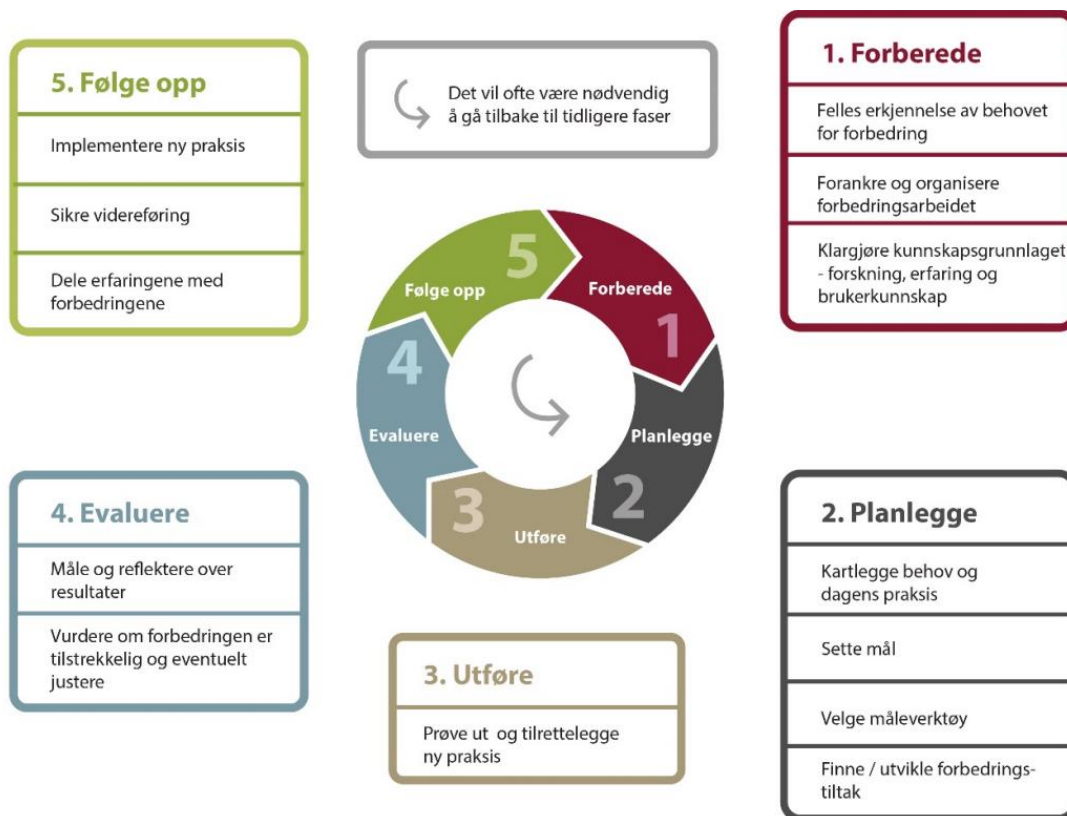 5. Følge opp
Implementere ny praksis
Sikre videreføring
Dele erfaringene med
forbedringene
Det vil ofte være nødvendig
å gå tilbake til tidligere faser
1. Forberede
Felles erkjennelse av behovet
for forbedring
Forankre og organisere
forbedringsarbeidet
Klargjøre kunnskapsgrunnlaget
- forskning, erfaring og
brukerkunnskap
5
Følge opp
Forberede
1
4
Evaluere
Planlegge
2
3
Utføre
4. Evaluere
Måle og reflektere over
resultater
Vurdere om forbedringen er
tilstrekkelig og eventuelt
justere
3. Utføre
Prøve ut og tilrettelegge
ny praksis
2. Planlegge
Kartlegge behov og
dagens praksis
Sette mål
Velge måleverktøy
Finne / utvikle forbedrings-
tiltak